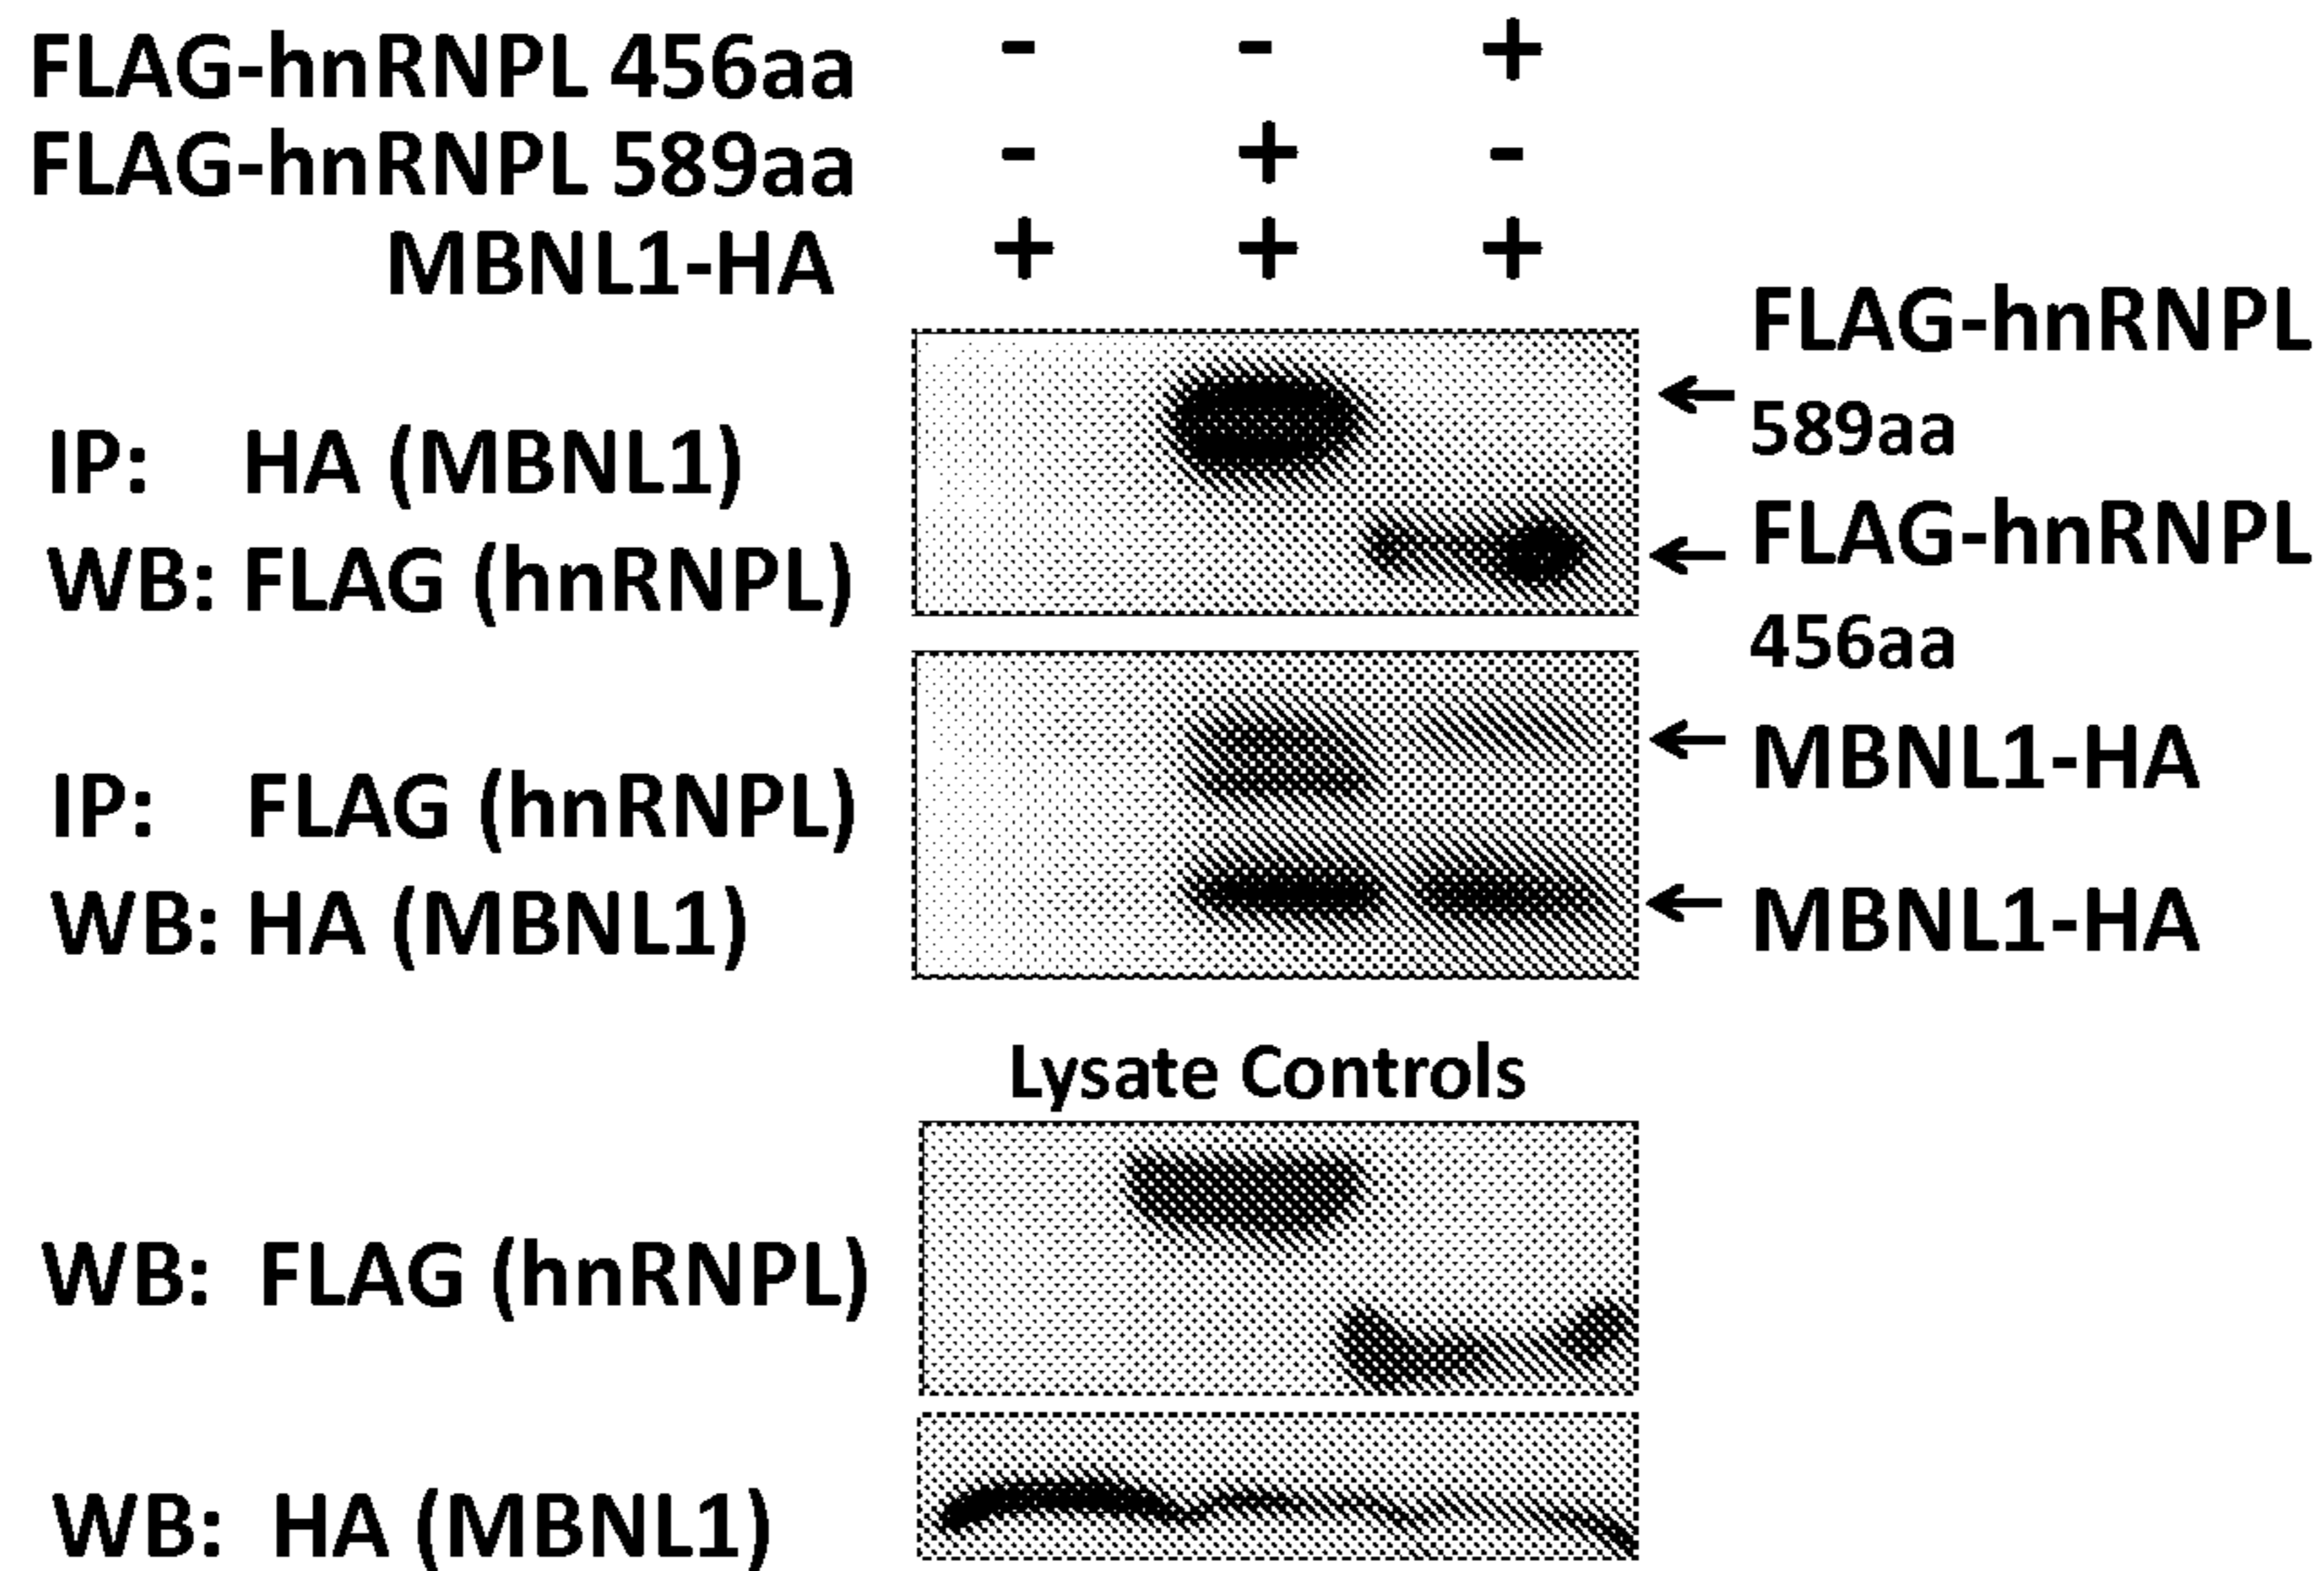 FLAG-hnRNPL 456aa - - +
FLAG-hnRNPL 589aa - + -
MBNL1-HA + + +
FLAG-hnRNPL
589aa
IP: HA (MBNL1)
WB: FLAG (hnRNPL)
FLAG-hnRNPL
456aa
IP: FLAG (hnRNPL)
WB: HA (MBNL1)
MBNL1-HA
MBNL1-HA
Lysate Controls
WB: FLAG (hnRNPL)
WB: HA (MBNL1)